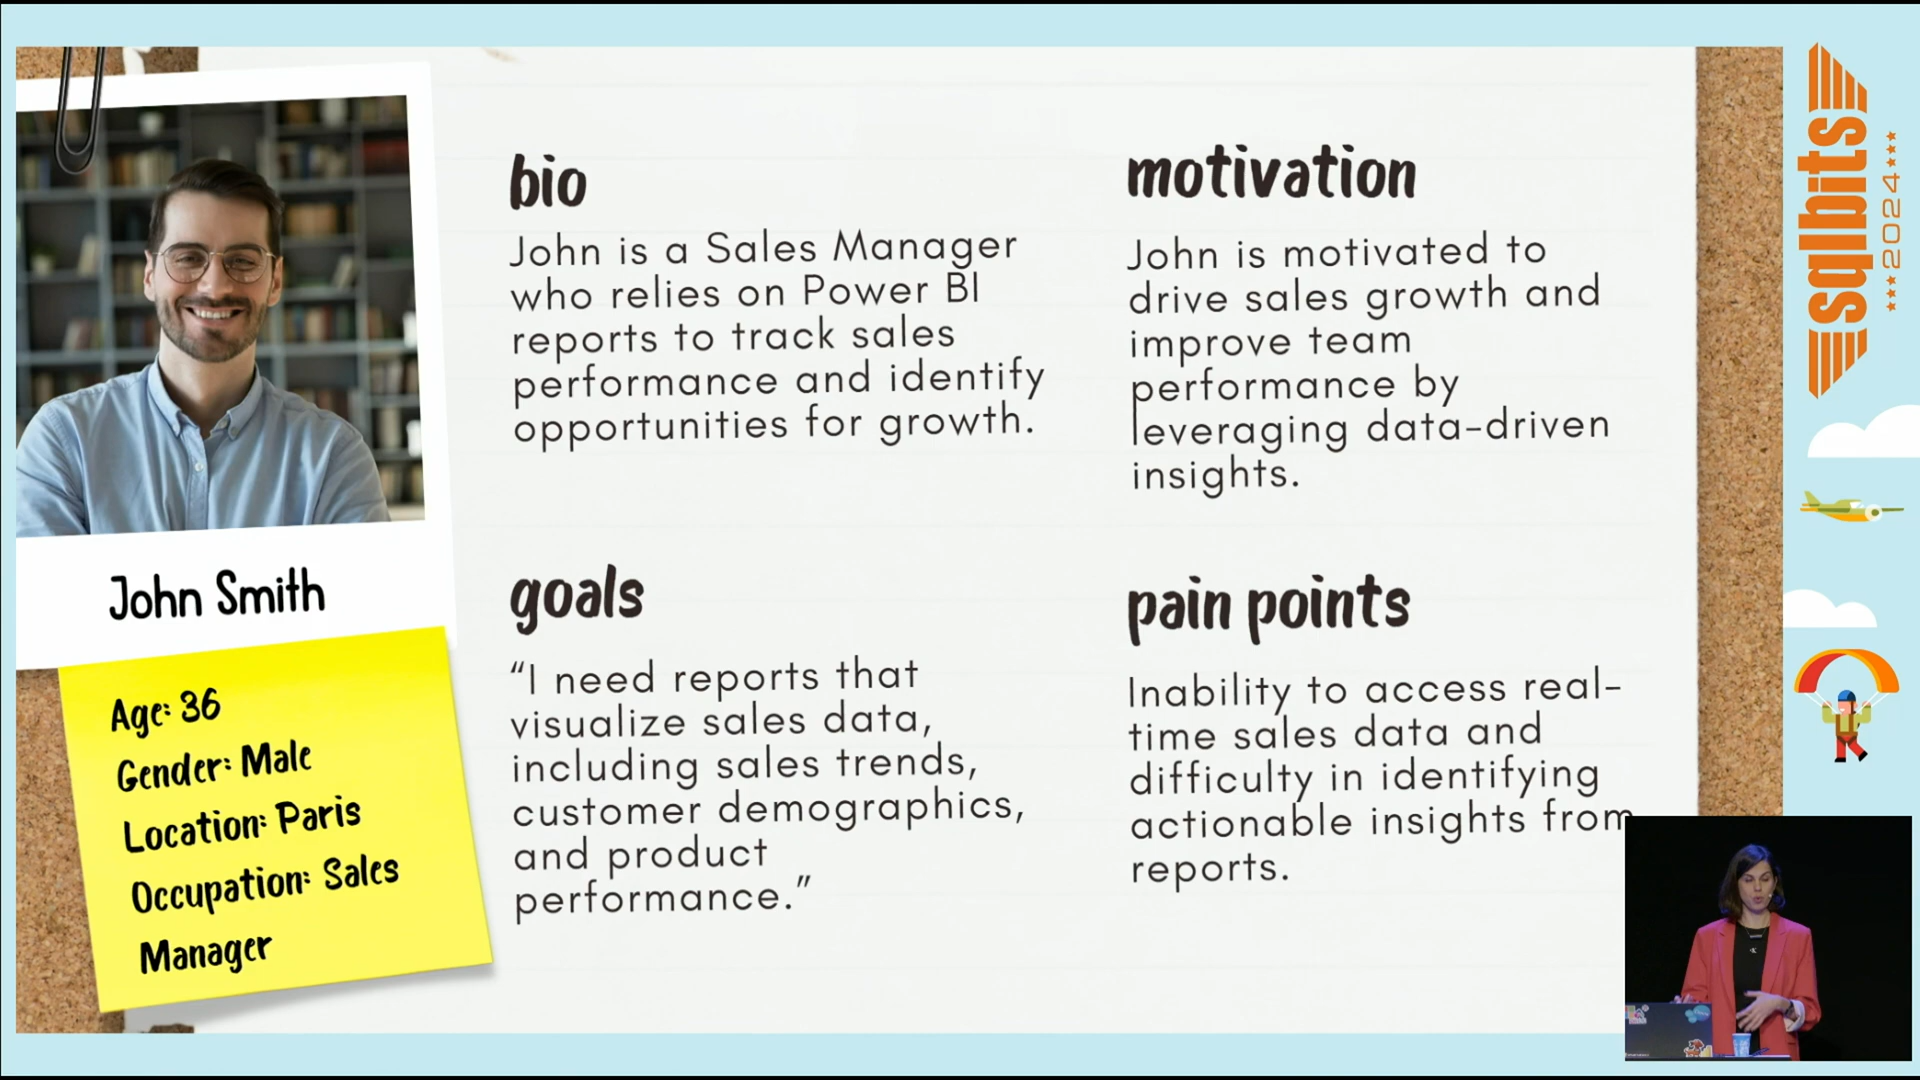 John Smith
Age: 36
Gender: Male
Location: Paris
Occupation: Sales
Manager
bio
John is a Sales Manager
who relies on Power BI
reports to track sales
performance and identify
opportunities for growth.
motivation
John is motivated to
drive sales growth and
improve team
performance by
leveraging data-driven
insights.
goals
“I need reports that
visualize sales data,
including sales trends,
customer demographics,
and product
performance.”
pain points
Inability to access real-
time sales data and
difficulty in identifying
actionable insights from
reports.
sqlbits
2024